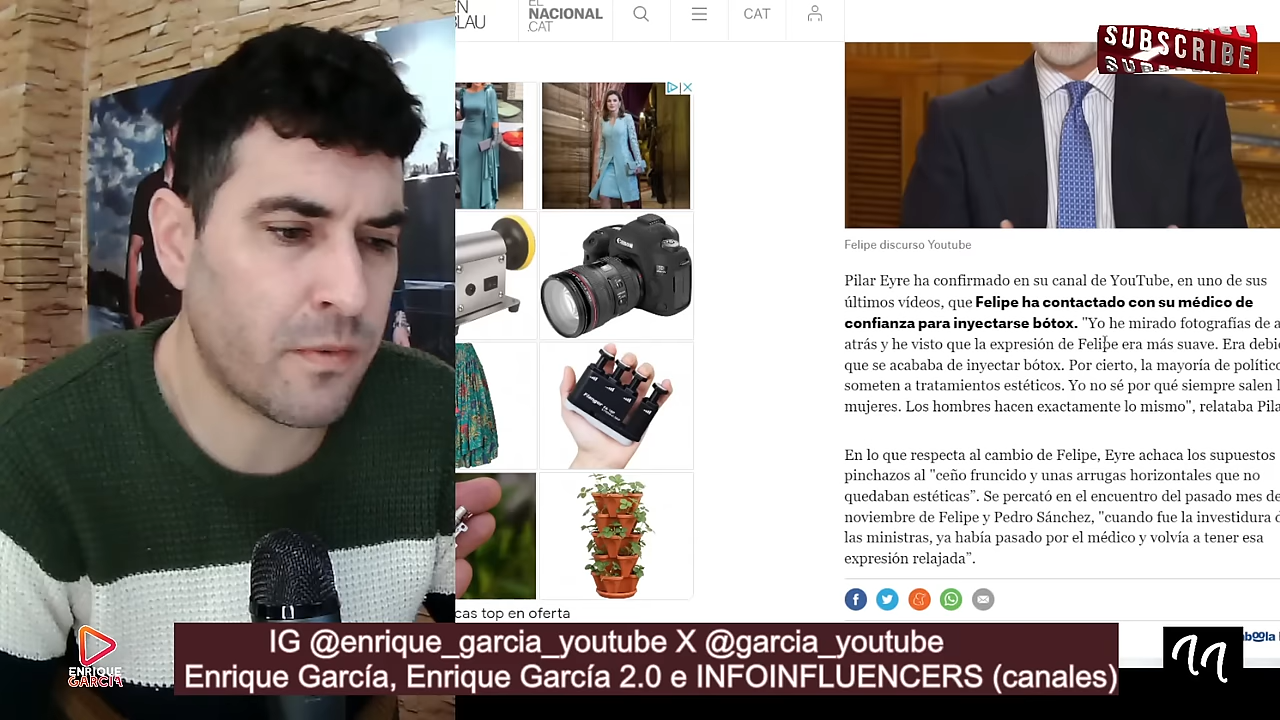 EN
BLAU
EL
NACIONAL
.CAT
CAT
SUBSCRIBE
Canon
Felipe discurso Youtube
Pilar Eyre ha confirmado en su canal de YouTube, en uno de sus
últimos vídeos, que Felipe ha contactado con su médico de
confianza para inyectarse bótox. "Yo he mirado fotografías de a
atrás y he visto que la expresión de Felipe era más suave. Era debi
que se acababa de inyectar bótox. Por cierto, la mayoría de político
someten a tratamientos estéticos. Yo no sé por qué siempre salen l
mujeres. Los hombres hacen exactamente lo mismo", relataba Pila
En lo que respecta al cambio de Felipe, Eyre achaca los supuestos
pinchazos al "ceño fruncido y unas arrugas horizontales que no
quedaban estéticas”. Se percató en el encuentro del pasado mes de
noviembre de Felipe y Pedro Sánchez, "cuando fue la investidura d
las ministras, ya había pasado por el médico y volvía a tener esa
expresión relajada”.
cas top en oferta
IG @enrique_garcia_youtube X @garcia_youtube
Enrique García, Enrique García 2.0 e INFOINFLUENCERS (canales)
ENRIQUE
GARCÍA